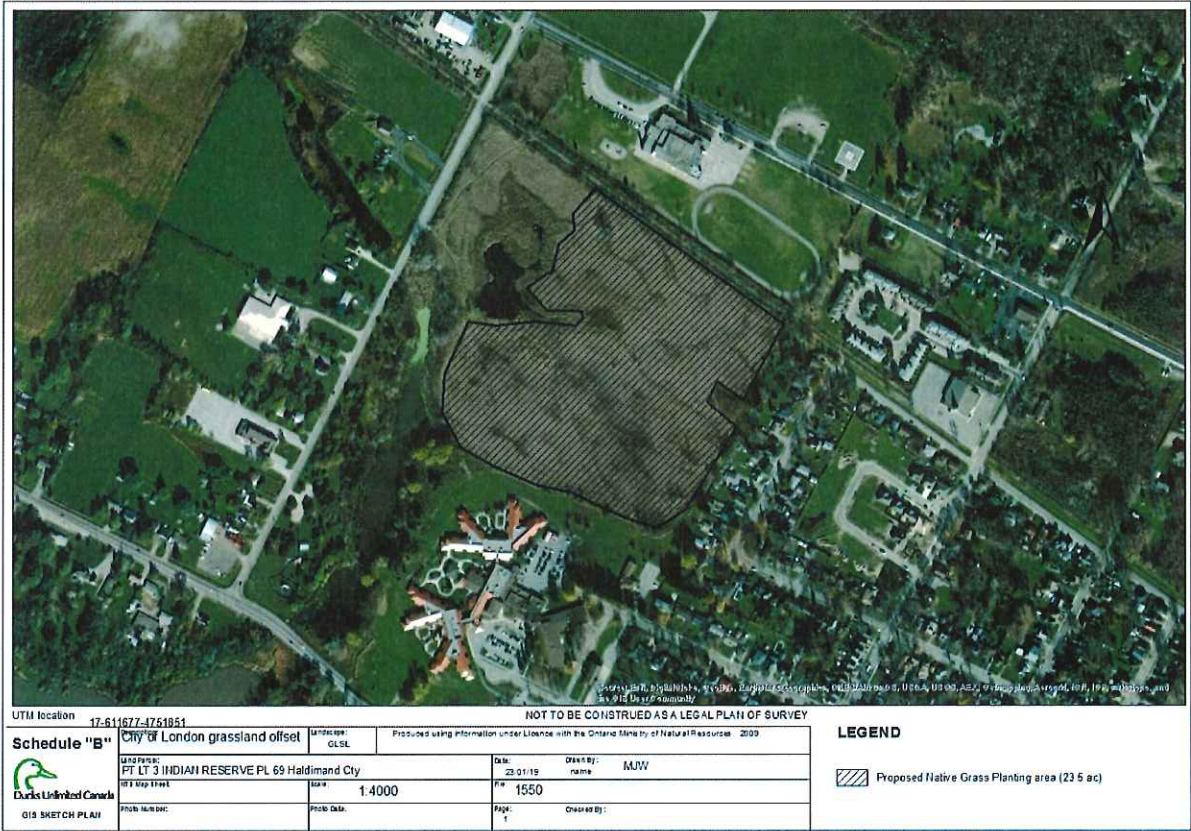 UTM location 17-611677-4751851
NOT TO BE CONSTRUED AS A LEGAL PLAN OF SURVEY
Schedule "B"
Ducks Unlimited Canada
GIS SKETCH PLAN
Description:
City of London grassland offset
Landscape:
GLSL
Produced using information under Licence with the Ontario Ministry of Natural Resources 2009
Land Parcel:
PT LT 3 INDIAN RESERVE PL 69 Haldimand Cty
Date:
23/01/19
Drawn By:
name MJW
NTS Map Sheet:
Scale:
1:4000
File
1550
Photo Number:
Photo Date:
Page:
1
Checked By:
LEGEND
Proposed Native Grass Planting area (23.5 ac)